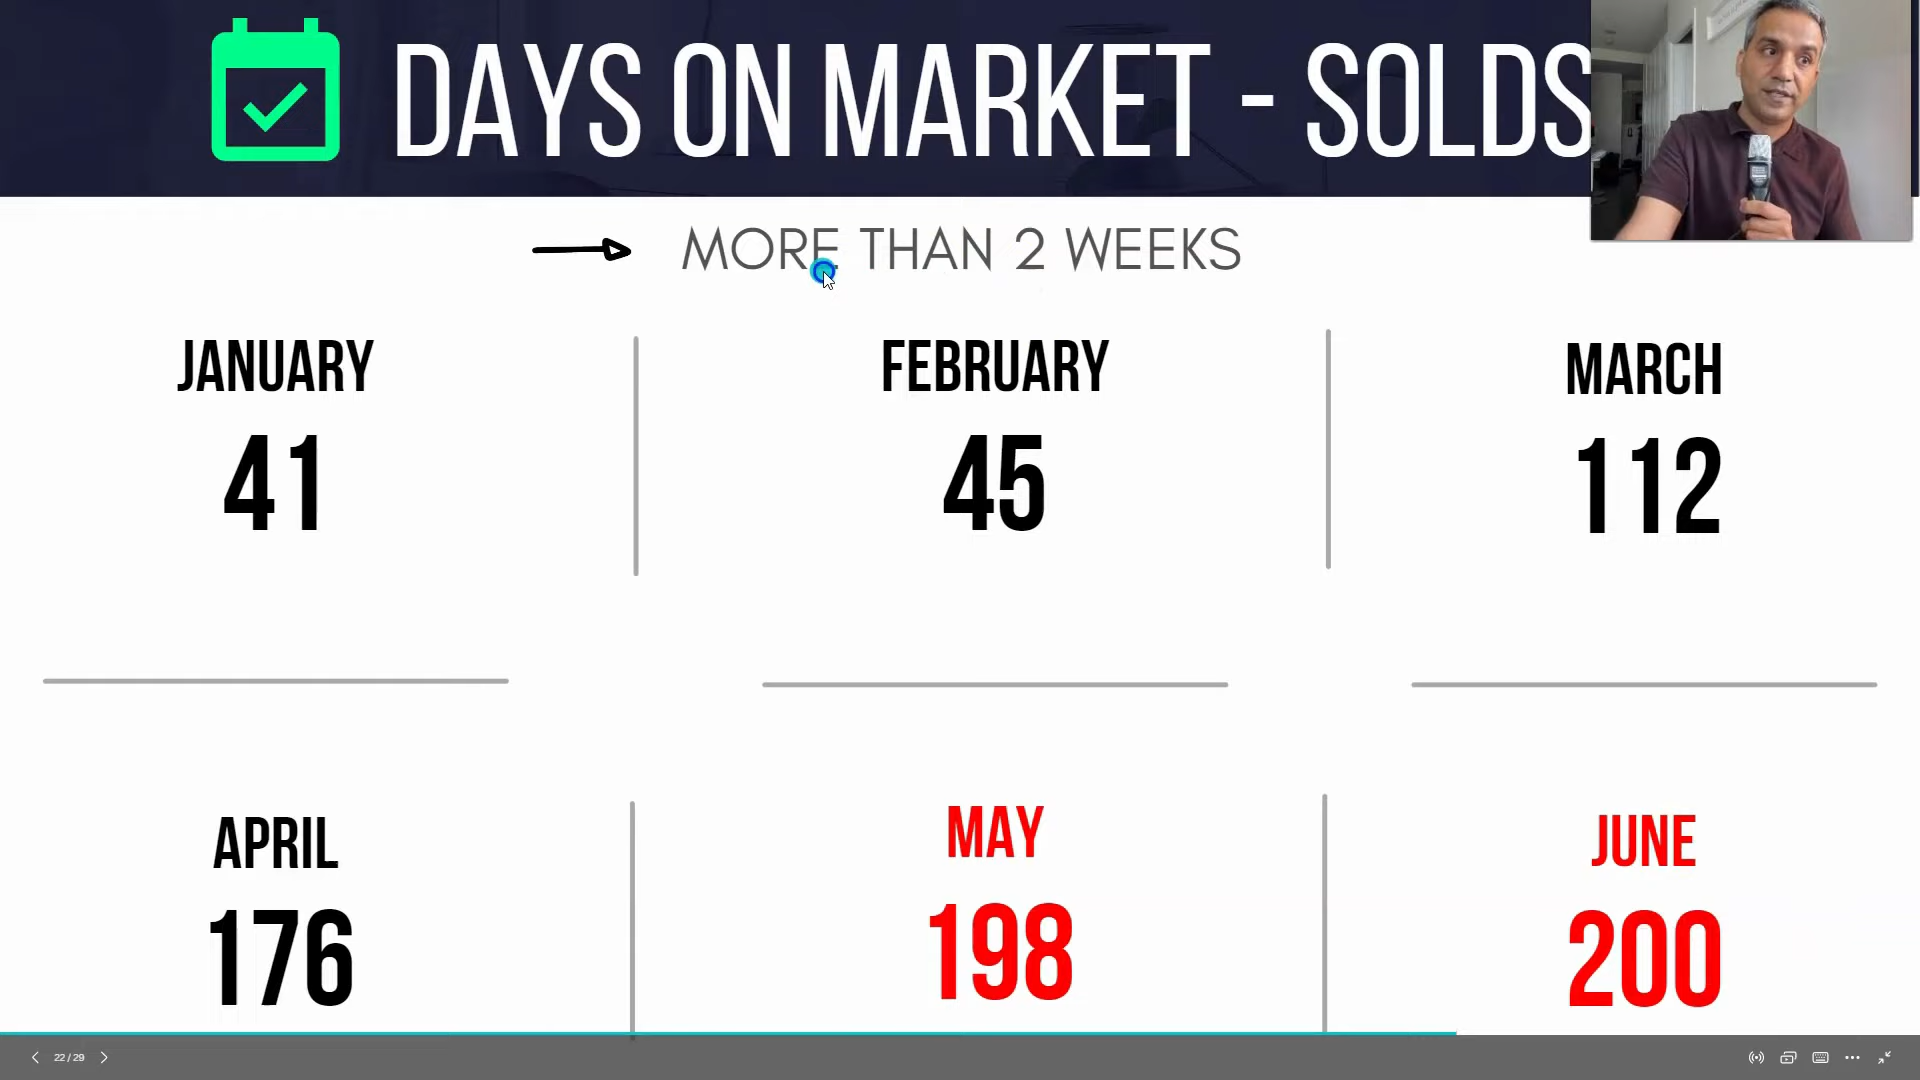 DAYS ON MARKET - SOLDS
MORE THAN 2 WEEKS
JANUARY
41
FEBRUARY
45
MARCH
112
APRIL
176
MAY
198
JUNE
200
22 / 29